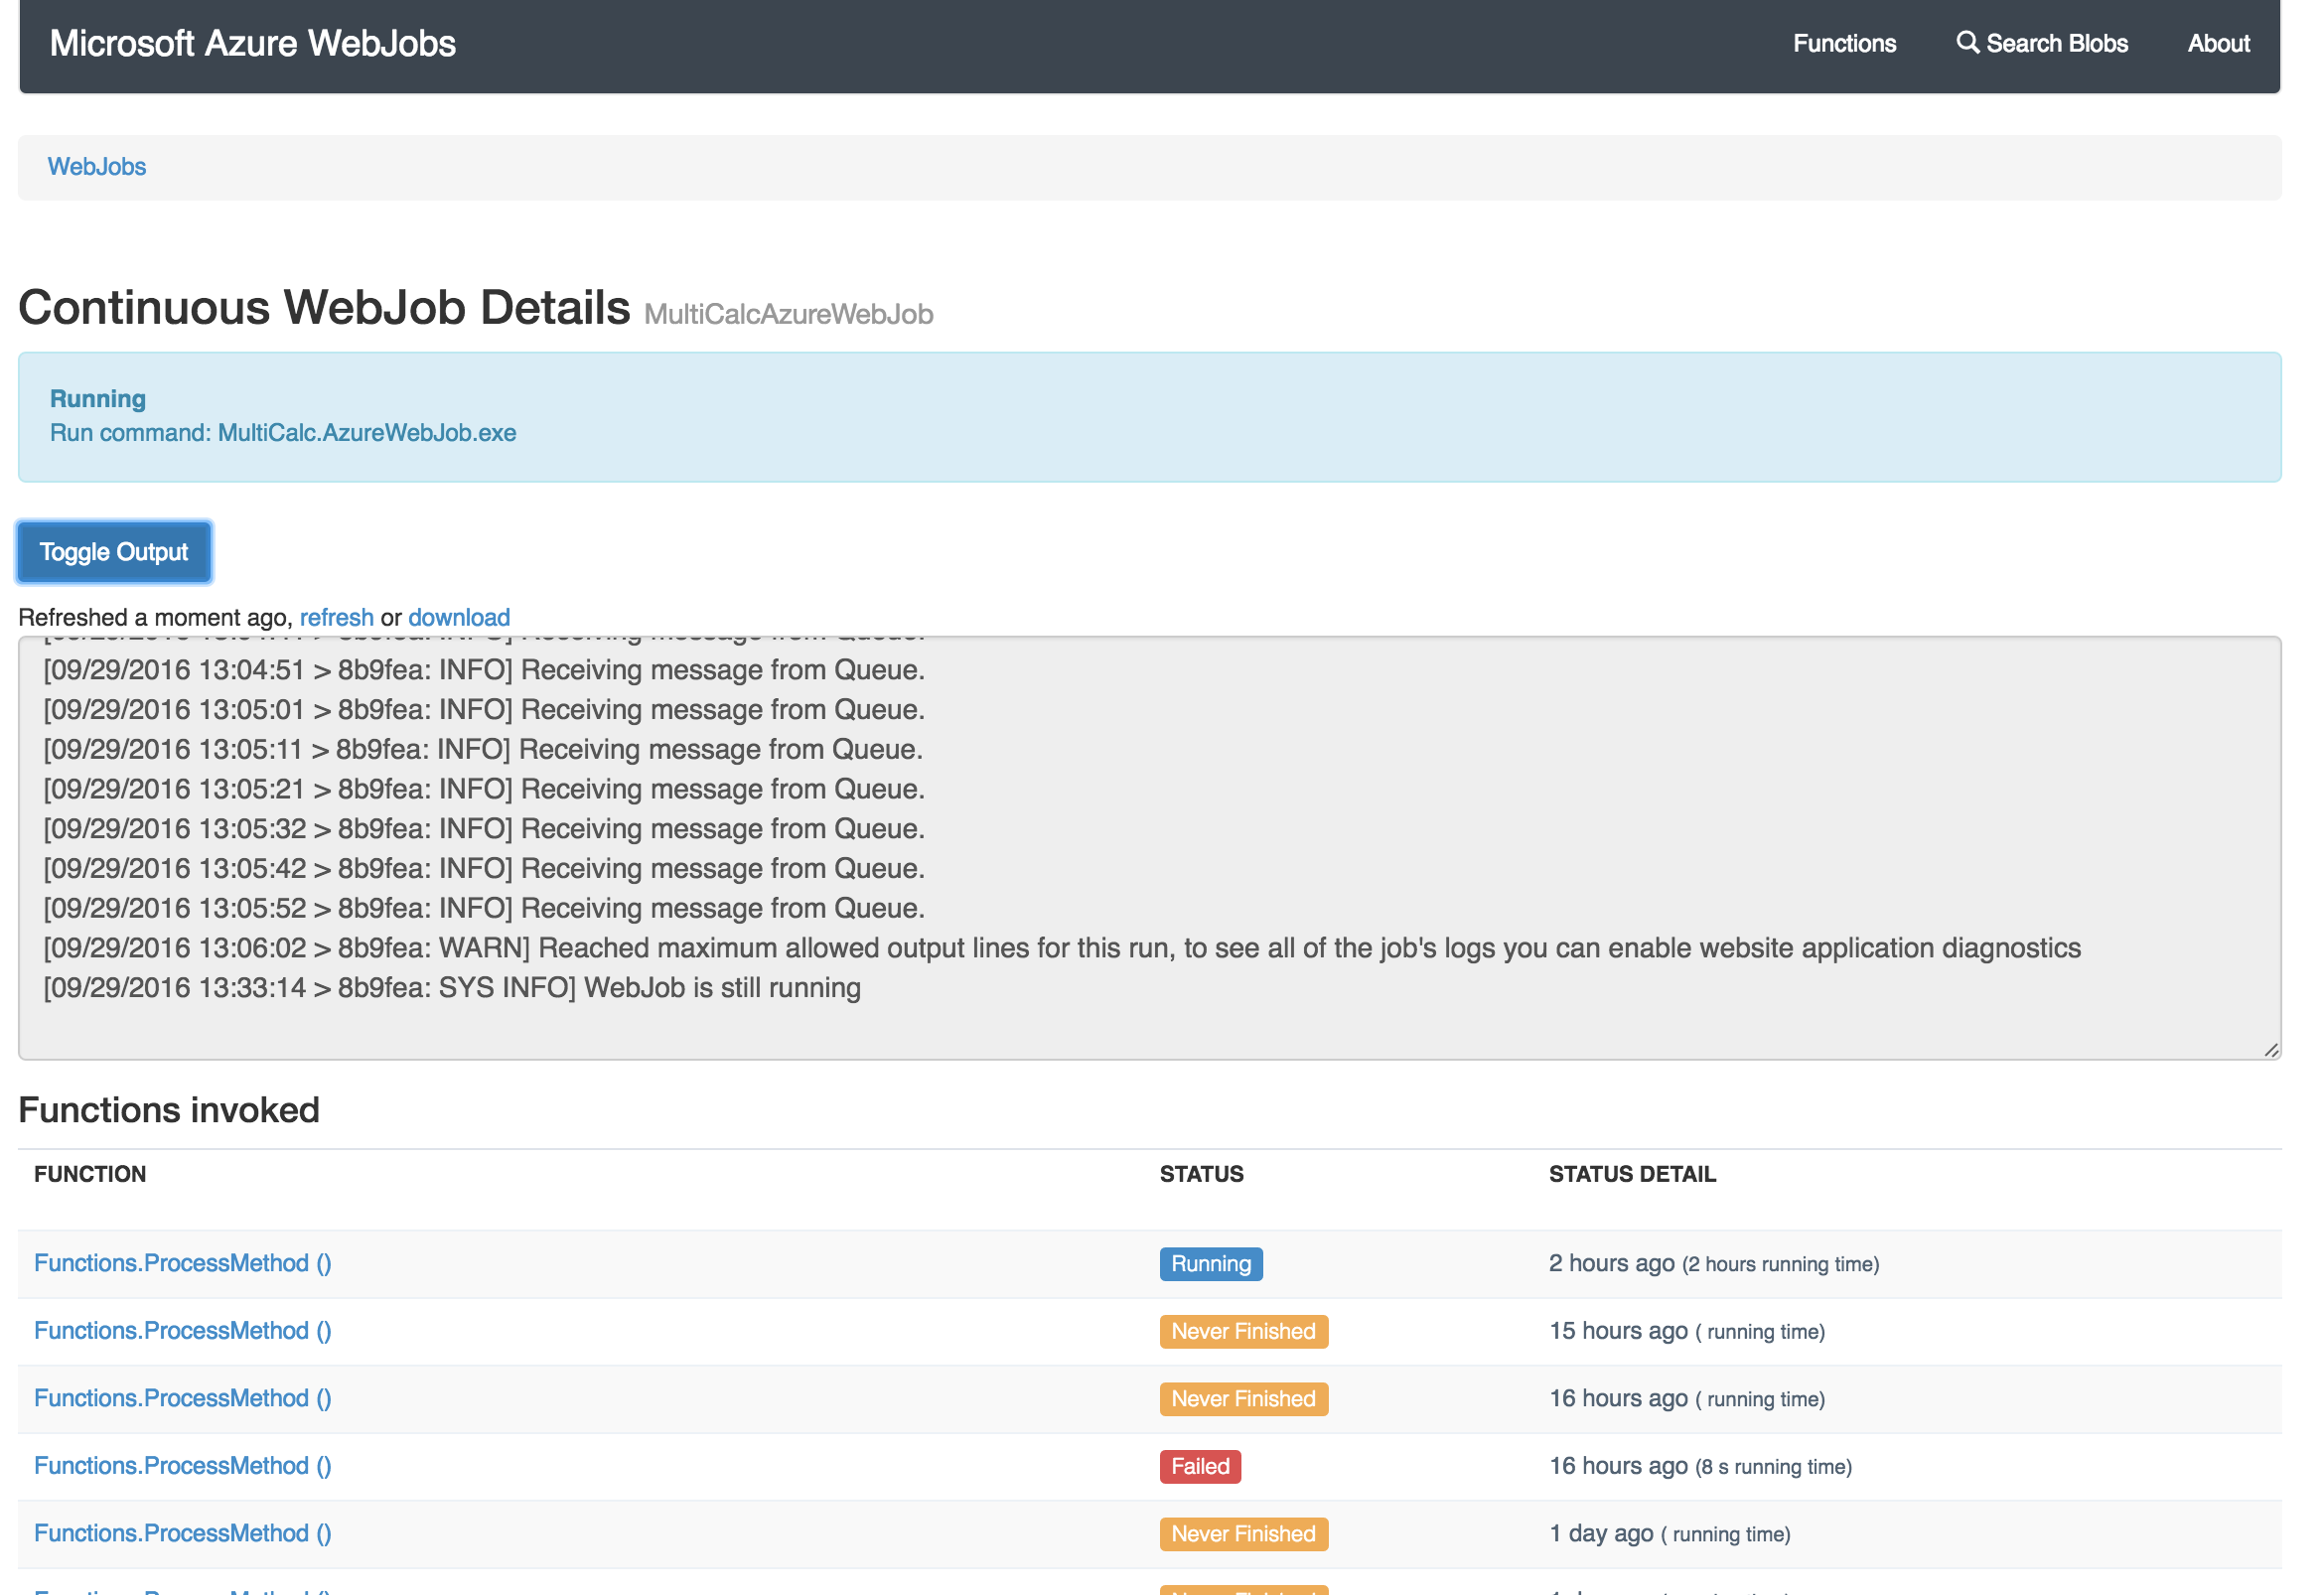 Microsoft Azure WebJobs Functions Search Blobs About
WebJobs
Continuous WebJob Details MultiCalcAzureWebJob
Running
Run command: MultiCalc.AzureWebJob.exe
Toggle Output
Refreshed a moment ago, refresh or download
8b9fea: INFO] Receiving message from Queue.
[09/29/2016 13:04:51 > 8b9fea: INFO] Receiving message from Queue.
[09/29/2016 13:05:01 > 8b9fea: INFO] Receiving message from Queue.
[09/29/2016 13:05:11 > 8b9fea: INFO] Receiving message from Queue.
[09/29/2016 13:05:21 > 8b9fea: INFO] Receiving message from Queue.
[09/29/2016 13:05:32 > 8b9fea: INFO] Receiving message from Queue.
[09/29/2016 13:05:42 > 8b9fea: INFO] Receiving message from Queue.
[09/29/2016 13:05:52 > 8b9fea: INFO] Receiving message from Queue.
[09/29/2016 13:06:02 > 8b9fea: WARN] Reached maximum allowed output lines for this run, to see all of the job's logs you can enable website application diagnostics
[09/29/2016 13:33:14 > 8b9fea: SYS INFO] WebJob is still running
Functions invoked
FUNCTION STATUS STATUS DETAIL
Functions.ProcessMethod () Running 2 hours ago (2 hours running time)
Functions.ProcessMethod () Never Finished 15 hours ago ( running time)
Functions.ProcessMethod () Never Finished 16 hours ago ( running time)
Functions.ProcessMethod () Failed 16 hours ago (8 s running time)
Functions.ProcessMethod () Never Finished 1 day ago ( running time)